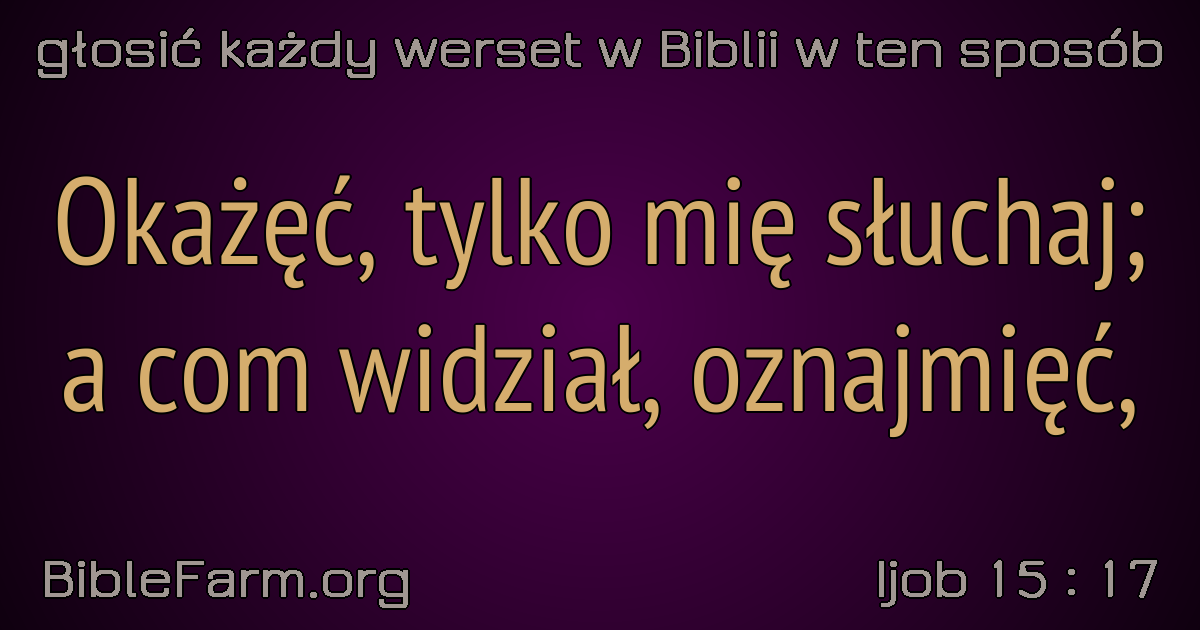 głosić każdy werset w Biblii w ten sposób
Okażęć, tylko mię słuchaj;
a com widział, oznajmięć,
BibleFarm.org
Ijob 15 : 17